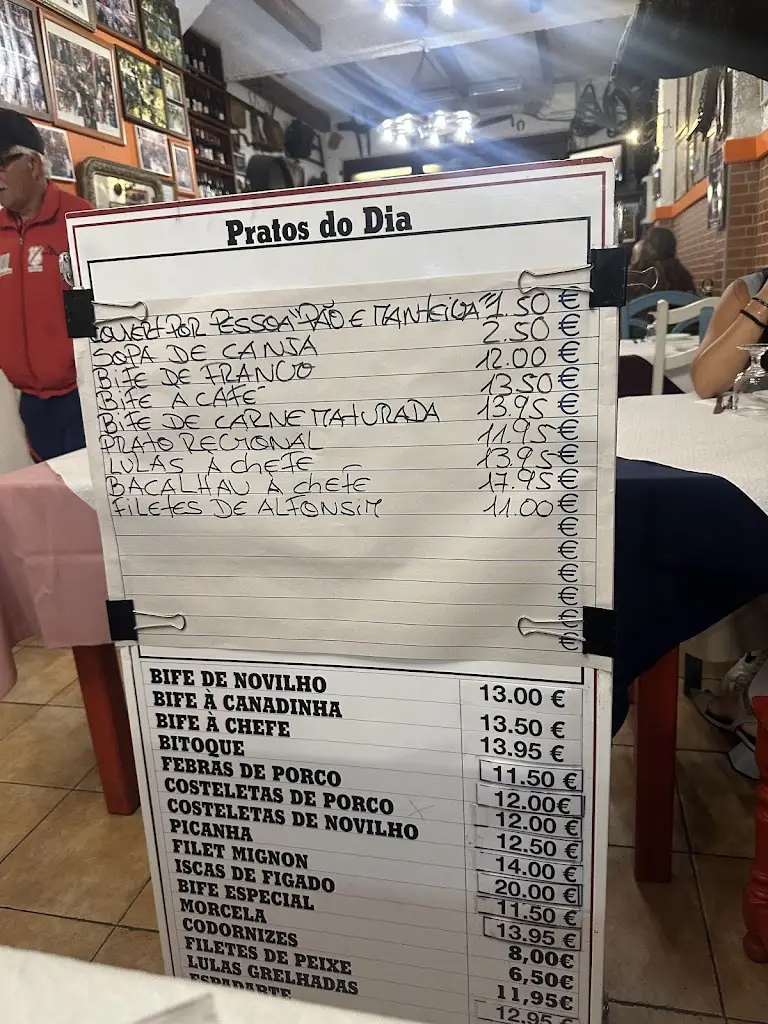 Pratos do Dia
COUVERT POR PESSOA "PÃO E MANTEIGA" 1.50 €
SOPA DE CANJA 2.50 €
BIFE DE FRANGO 12.00 €
BIFE A CAFÉ 13.50 €
BIFE DE CARNE MATURADA 13.95 €
PRATO REGIONAL 11.95 €
LULAS À CHEFE 13.95 €
BACALHAU À CHEFE 17.95 €
FILETES DE ALFONSIM 11.00 €
€
€
€
€
€
€
BIFE DE NOVILHO 13.00 €
BIFE À CANADINHA 13.50 €
BIFE À CHEFE 13.95 €
BITOQUE 11.50 €
FEBRAS DE PORCO 12.00€
COSTELETAS DE PORCO 12.00 €
COSTELETAS DE NOVILHO 12.50 €
PICANHA 14.00 €
FILET MIGNON 20.00 €
ISCAS DE FIGADO 11.50 €
BIFE ESPECIAL 13.95 €
MORCELA 8,00€
CODORNIZES 6,50€
FILETES DE PEIXE 11,95€
LULAS GRELHADAS 12.95 €
ESPADARTE